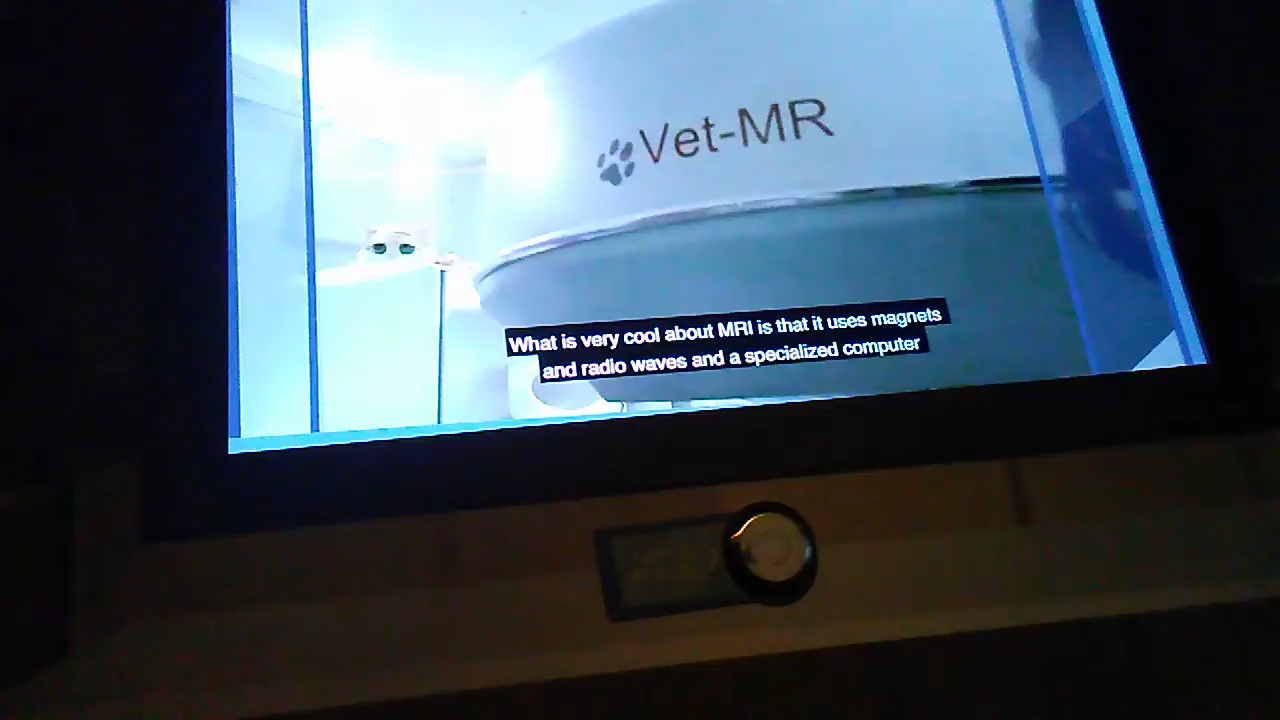 Vet-MR
What is very cool about MRI is that it uses magnets
and radio waves and a specialized computer